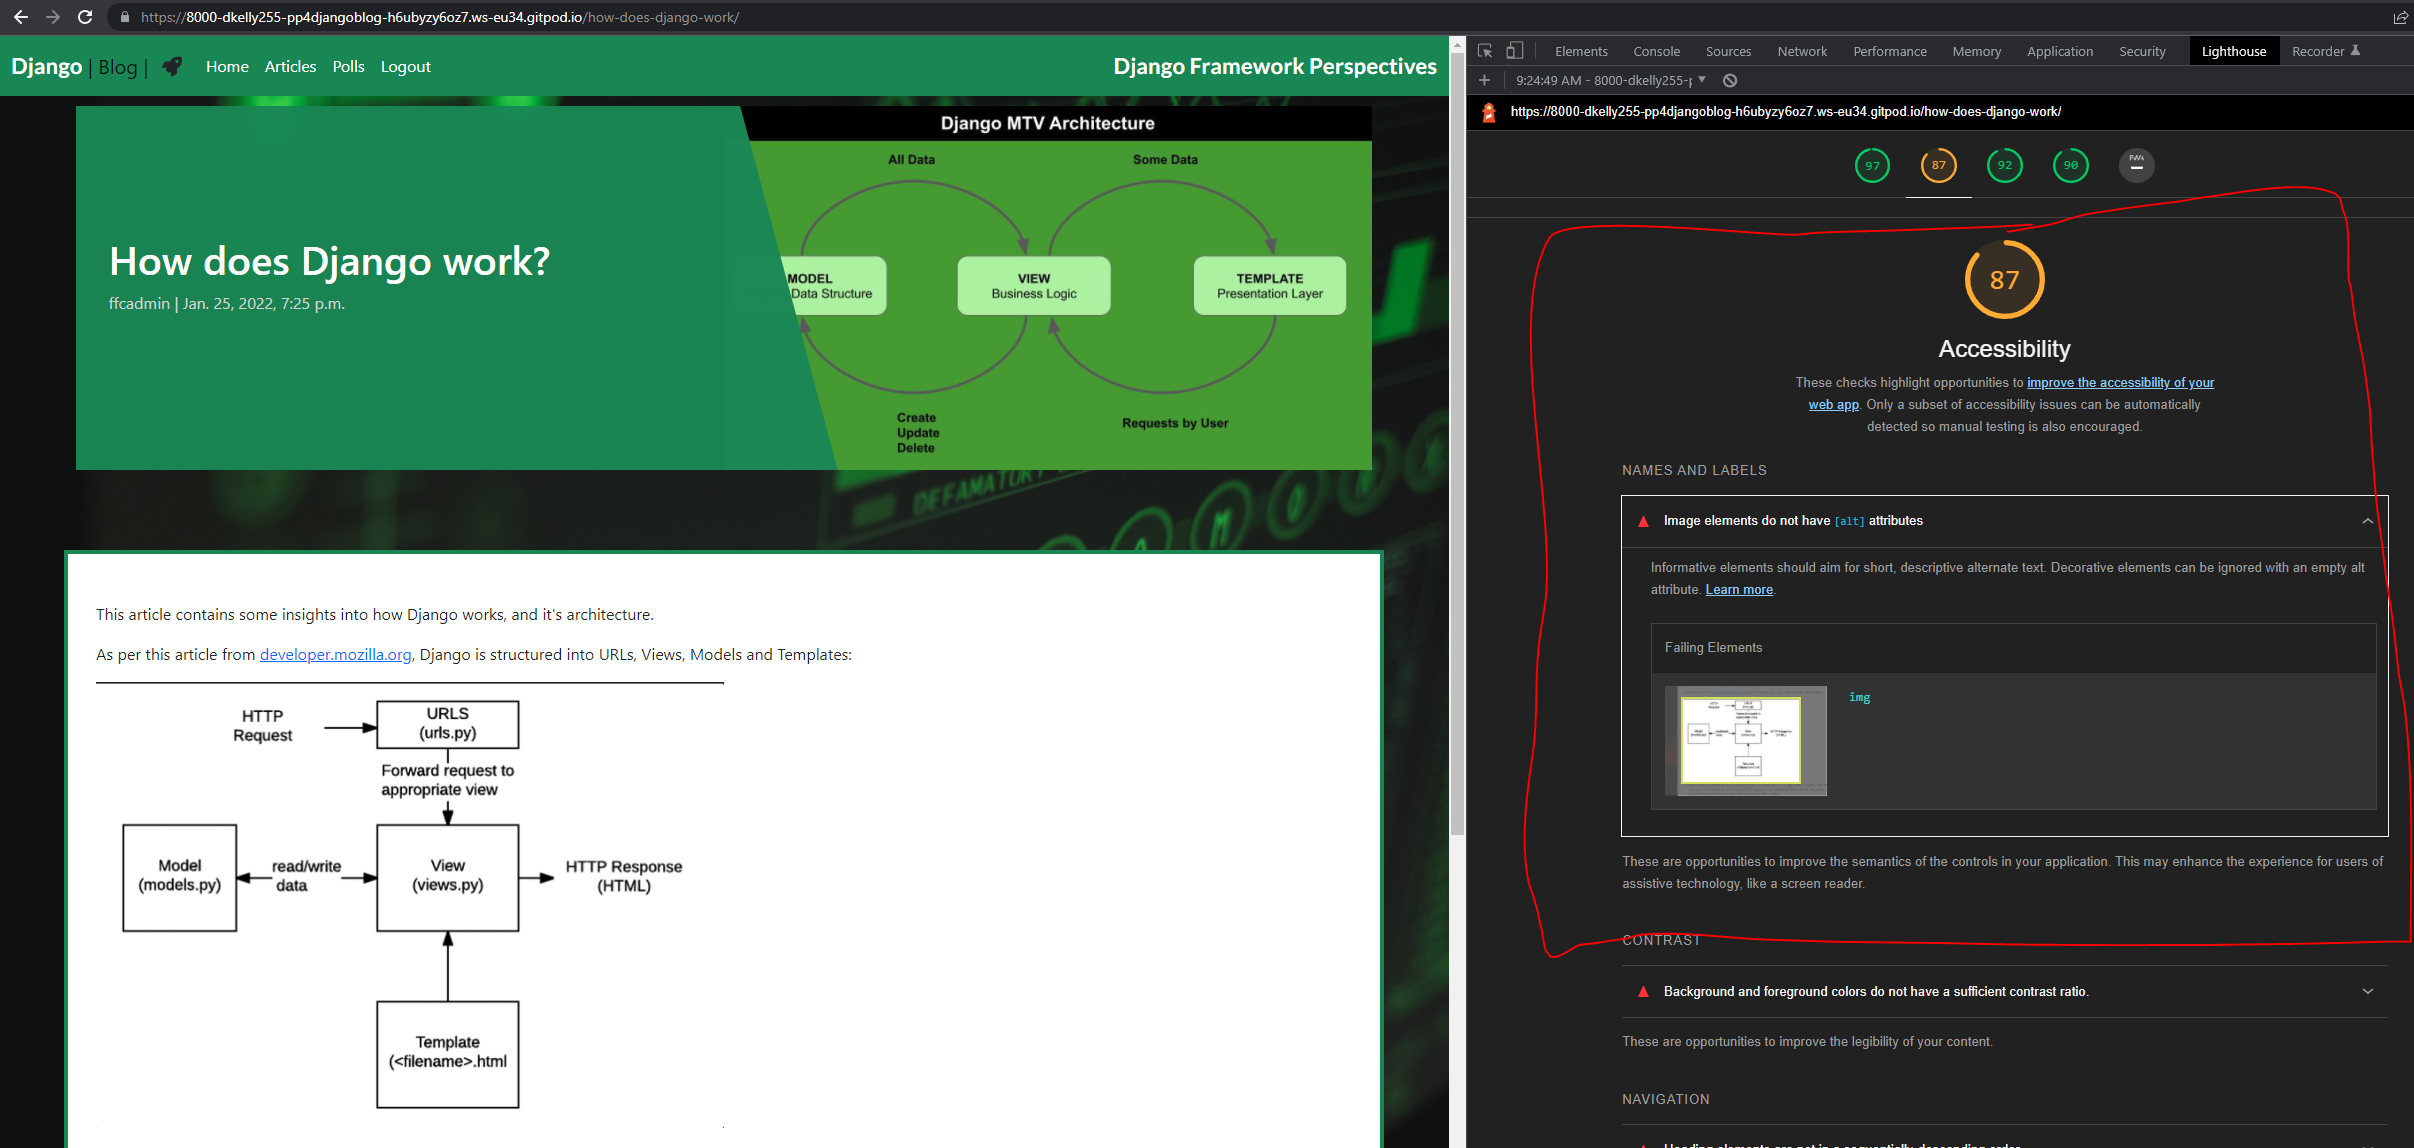 https://8000-dkelly255-pp4djangoblog-h6ubyzy6oz7.ws-eu34.gitpod.io/how-does-django-work/
Django | Blog | Home Articles Polls Logout
Django Framework Perspectives
How does Django work?
ffcadmin | Jan. 25, 2022, 7:25 p.m.
Django MTV Architecture
All Data
Some Data
MODEL
Data Structure
VIEW
Business Logic
TEMPLATE
Presentation Layer
Create
Update
Delete
Requests by User
DEFAMATORY
This article contains some insights into how Django works, and it's architecture.
As per this article from developer.mozilla.org, Django is structured into URLs, Views, Models and Templates:
HTTP
Request
URLS
(urls.py)
Forward request to
appropriate view
Model
(models.py)
read/write
data
View
(views.py)
HTTP Response
(HTML)
Template
(<filename>.html
Elements Console Sources Network Performance Memory Application Security Lighthouse Recorder
9:24:49 AM - 8000-dkelly255-p
https://8000-dkelly255-pp4djangoblog-h6ubyzy6oz7.ws-eu34.gitpod.io/how-does-django-work/
97 87 92 90 PWA
87
Accessibility
These checks highlight opportunities to improve the accessibility of your
web app. Only a subset of accessibility issues can be automatically
detected so manual testing is also encouraged.
NAMES AND LABELS
Image elements do not have [alt] attributes
Informative elements should aim for short, descriptive alternate text. Decorative elements can be ignored with an empty alt
attribute. Learn more.
Failing Elements
img
These are opportunities to improve the semantics of the controls in your application. This may enhance the experience for users of
assistive technology, like a screen reader.
CONTRAST
Background and foreground colors do not have a sufficient contrast ratio.
These are opportunities to improve the legibility of your content.
NAVIGATION
Heading elements are not in a sequentially-descending order